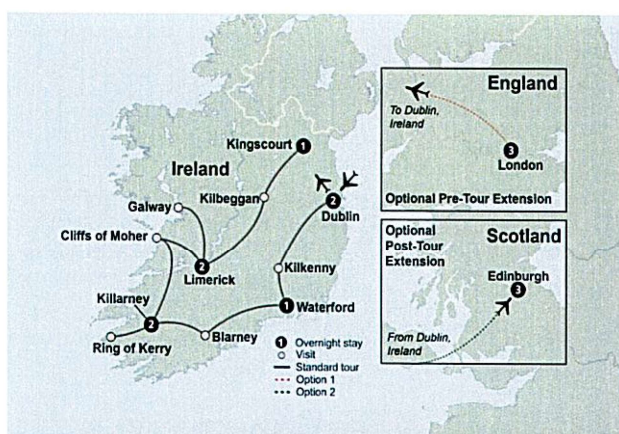 Kingscourt 1
Ireland
Kilbeggan
Galway
2
Dublin
Cliffs of Moher
2
Limerick
Kilkenny
Killarney
2
1 Waterford
Ring of Kerry
Blarney
1 Overnight stay
Visit
Standard tour
Option 1
Option 2
England
To Dublin,
Ireland
3
London
Optional Pre-Tour Extension
Optional
Post-Tour
Extension
Scotland
Edinburgh
3
From Dublin,
Ireland